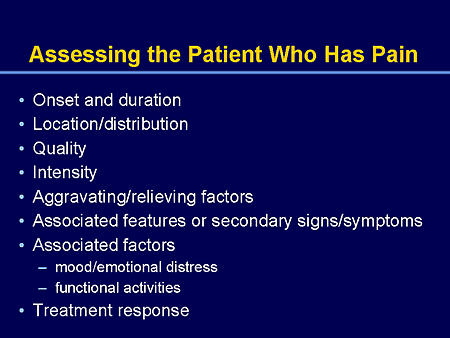 Assessing the Patient Who Has Pain
• Onset and duration
• Location/distribution
• Quality
• Intensity
• Aggravating/relieving factors
• Associated features or secondary signs/symptoms
• Associated factors
– mood/emotional distress
– functional activities
• Treatment response